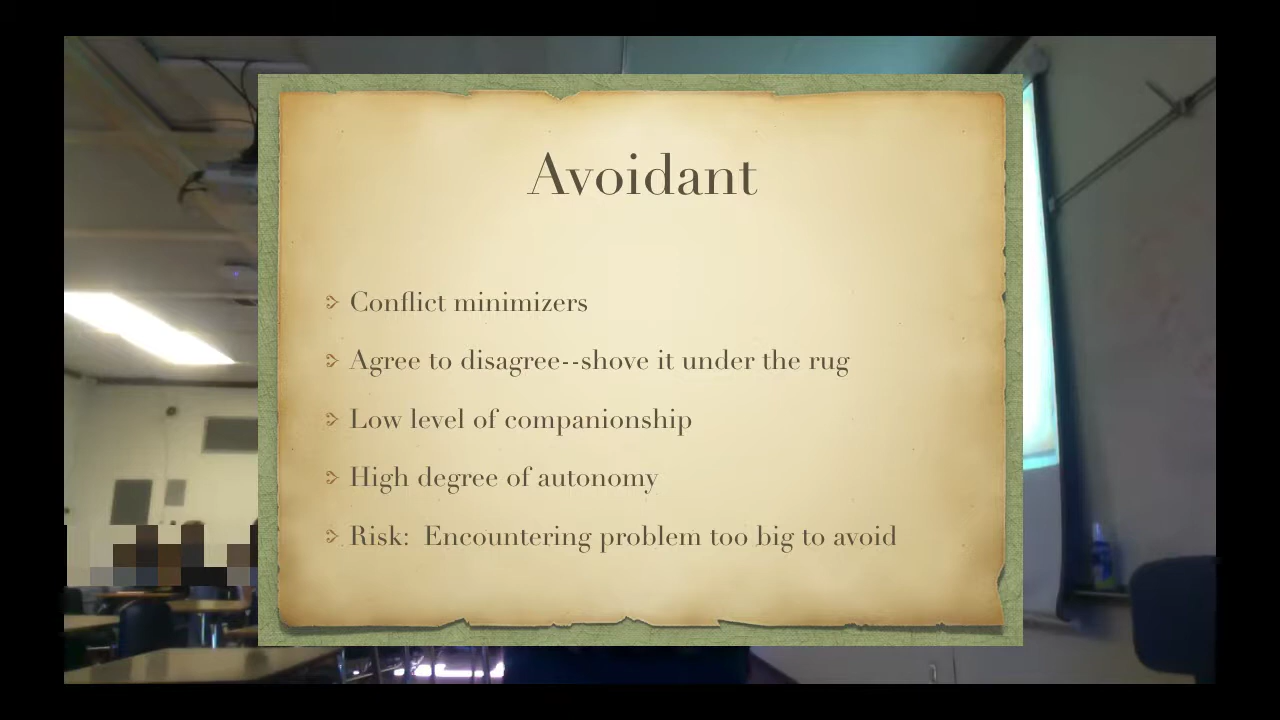 Avoidant
Conflict minimizers
Agree to disagree--shove it under the rug
Low level of companionship
High degree of autonomy
Risk: Encountering problem too big to avoid